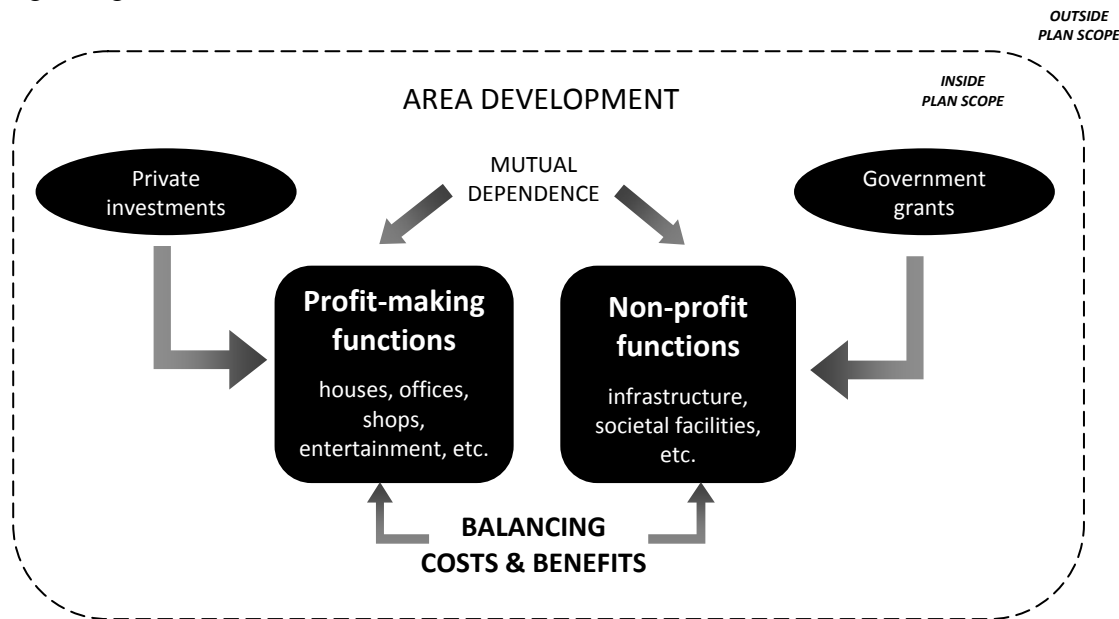 OUTSIDE
PLAN SCOPE
INSIDE
PLAN SCOPE
AREA DEVELOPMENT
Private
investments
MUTUAL
DEPENDENCE
Government
grants
Profit-making
functions
houses, offices,
shops,
entertainment, etc.
Non-profit
functions
infrastructure,
societal facilities,
etc.
BALANCING
COSTS & BENEFITS